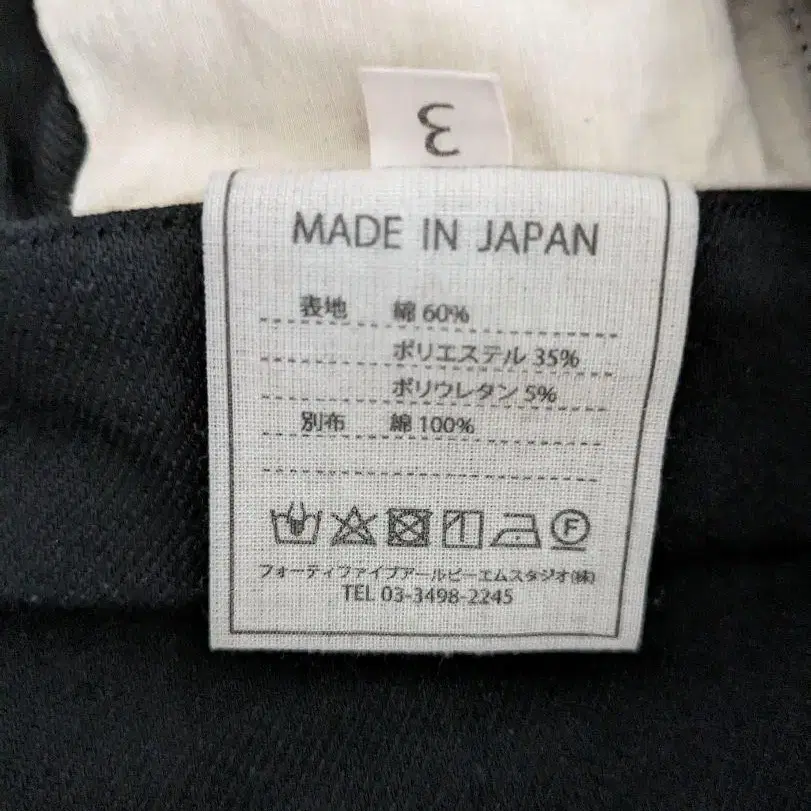 3
MADE IN JAPAN
表地 綿 60%
ポリエステル 35%
ポリウレタン 5%
別布 綿 100%
F
フォーティファイブアールピーエムスタジオ(株)
TEL 03-3498-2245